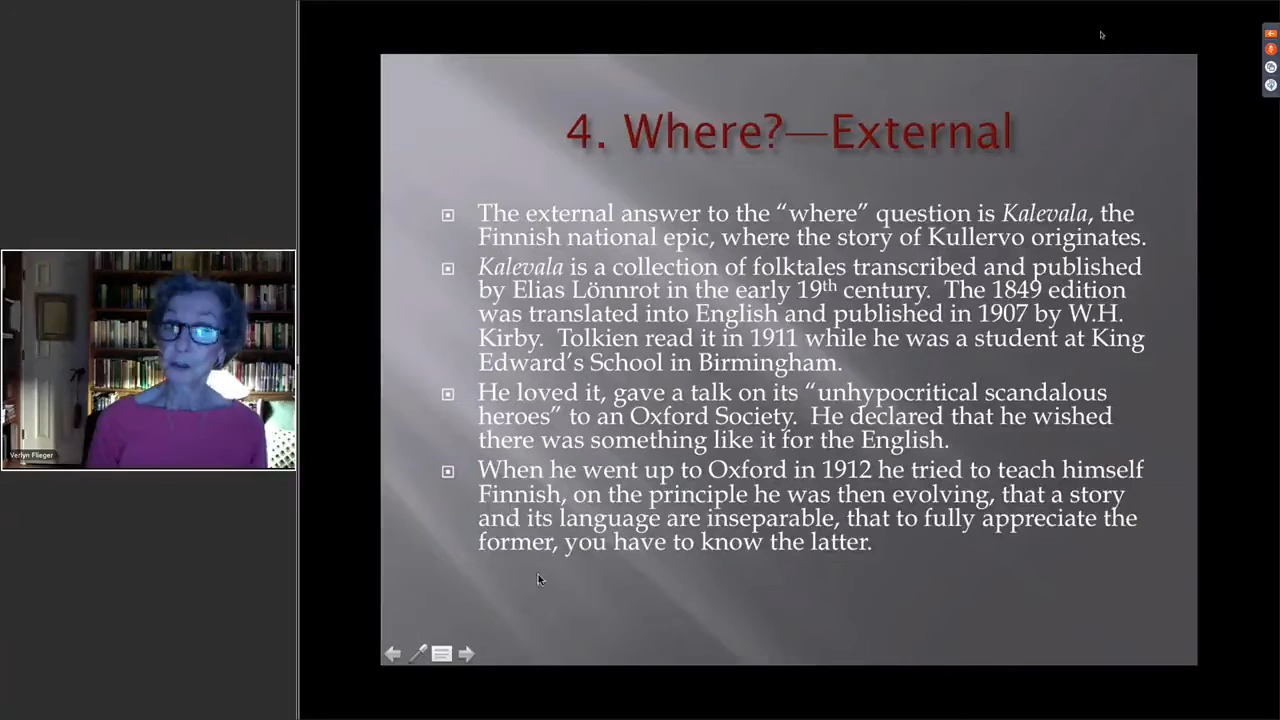 4. Where?—External
The external answer to the “where” question is Kalevala, the
Finnish national epic, where the story of Kullervo originates.
Kalevala is a collection of folktales transcribed and published
by Elias Lönnrot in the early 19th century. The 1849 edition
was translated into English and published in 1907 by W.H.
Kirby. Tolkien read it in 1911 while he was a student at King
Edward’s School in Birmingham.
He loved it, gave a talk on its “unhypocritical scandalous
heroes” to an Oxford Society. He declared that he wished
there was something like it for the English.
When he went up to Oxford in 1912 he tried to teach himself
Finnish, on the principle he was then evolving, that a story
and its language are inseparable, that to fully appreciate the
former, you have to know the latter.
Verlyn Flieger